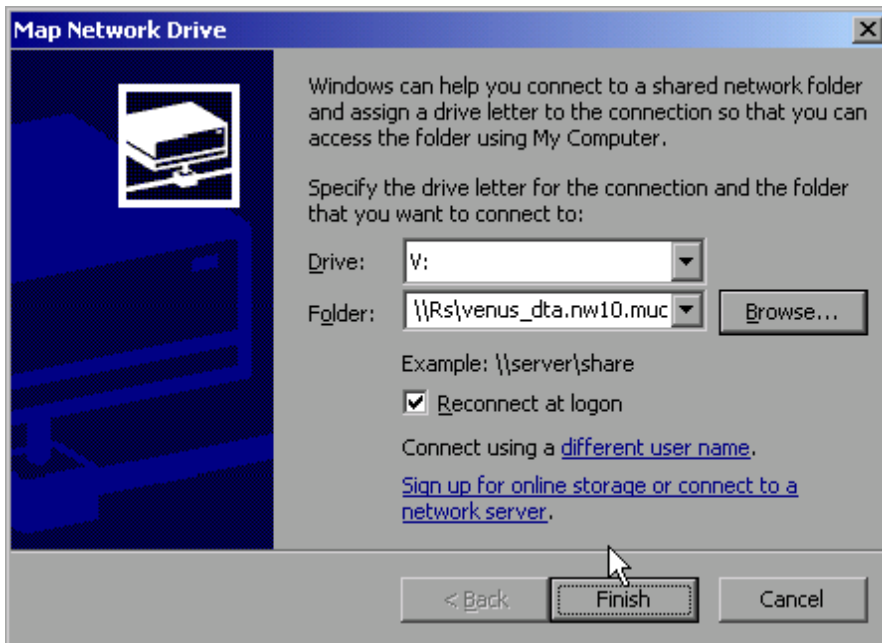 Map Network Drive
Windows can help you connect to a shared network folder
and assign a drive letter to the connection so that you can
access the folder using My Computer.
Specify the drive letter for the connection and the folder
that you want to connect to:
Drive: V:
Folder: \\Rs\venus_dta.nw10.muc Browse...
Example: \\server\share
Reconnect at logon
Connect using a different user name.
Sign up for online storage or connect to a
network server.
< Back Finish Cancel